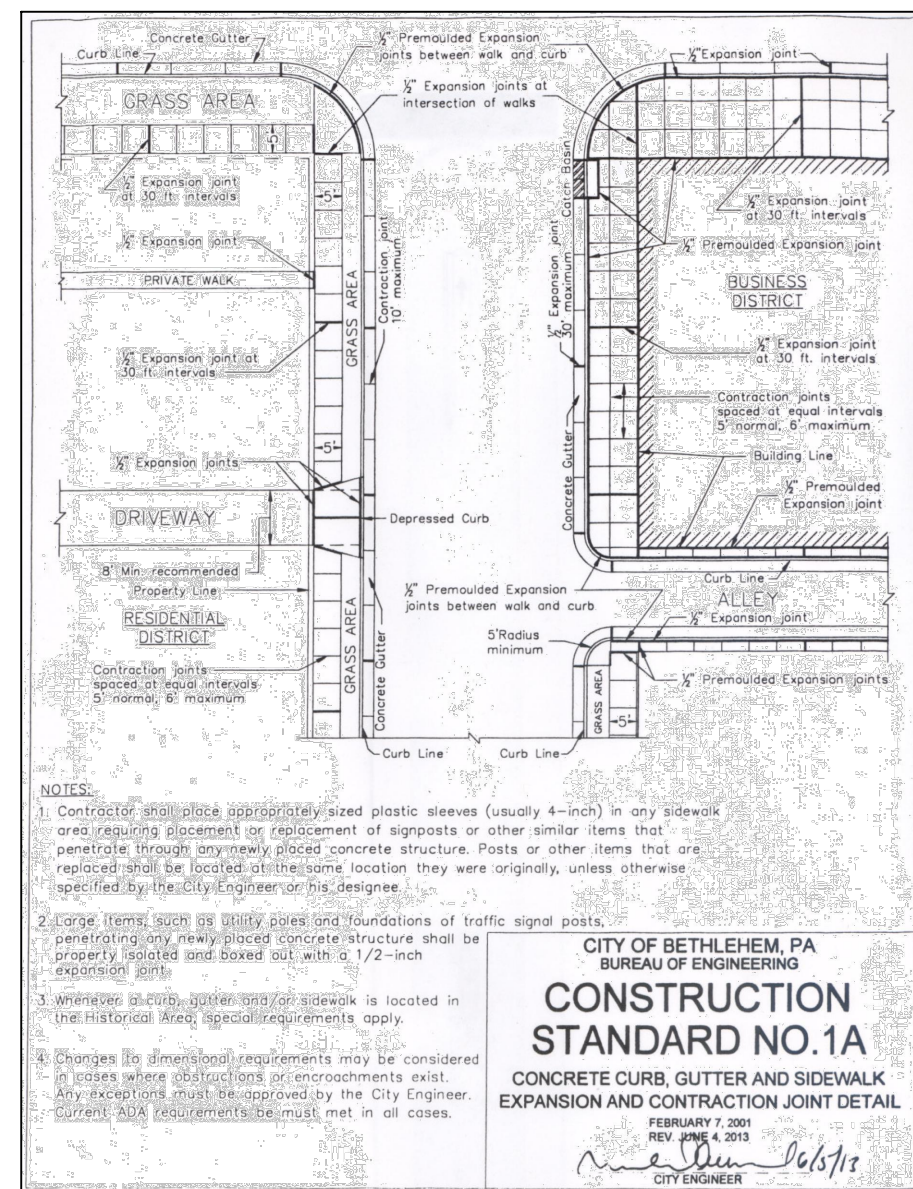 Concrete Gutter
Curb Line
½" Premoulded Expansion
joints between walk and curb
½"Expansion joint
GRASS AREA
½" Expansion joints at
intersection of walks
5'
½" Expansion joint
at 30 ft. intervals
5'
½" Expansion joint
PRIVATE WALK
GRASS AREA
Contraction joint
10' maximum
½" Expansion joint
30' maximum
Catch Basin
½" Expansion joint
at 30 ft. intervals
½" Premoulded Expansion joint
BUSINESS
DISTRICT
½" Expansion joint at
30 ft. intervals
½" Expansion joint
at 30 ft. intervals
Contraction joints
spaced at equal intervals
5' normal, 6' maximum
5'
Building Line
½" Expansion joints
½" Premoulded
Expansion joint
Concrete Gutter
DRIVEWAY
Depressed Curb
8' Min. recommended
Property Line
RESIDENTIAL
DISTRICT
½" Premoulded Expansion
joints between walk and curb
Curb Line
ALLEY
½" Expansion joint
5'Radius
minimum
GRASS AREA
Concrete Gutter
Contraction joints
spaced at equal intervals
5' normal, 6' maximum
½" Premoulded Expansion joints
GRASS AREA
5'
Curb Line
Curb Line
NOTES:
1. Contractor shall place appropriately sized plastic sleeves (usually 4-inch) in any sidewalk
area requiring placement or replacement of signposts or other similar items that
penetrate through any newly placed concrete structure. Posts or other items that are
replaced shall be located at the same location they were originally, unless otherwise
specified by the City Engineer or his designee.
2. Large items, such as utility poles and foundations of traffic signal posts,
penetrating any newly placed concrete structure shall be
property isolated and boxed out with a 1/2-inch
expansion joint.
3. Whenever a curb, gutter and/or sidewalk is located in
the Historical Area, special requirements apply.
4. Changes to dimensional requirements may be considered
in cases where obstructions or encroachments exist.
Any exceptions must be approved by the City Engineer.
Current ADA requirements be must met in all cases.
CITY OF BETHLEHEM, PA
BUREAU OF ENGINEERING
CONSTRUCTION
STANDARD NO.1A
CONCRETE CURB, GUTTER AND SIDEWALK
EXPANSION AND CONTRACTION JOINT DETAIL
FEBRUARY 7, 2001
REV. JUNE 4, 2013
6/5/13
CITY ENGINEER